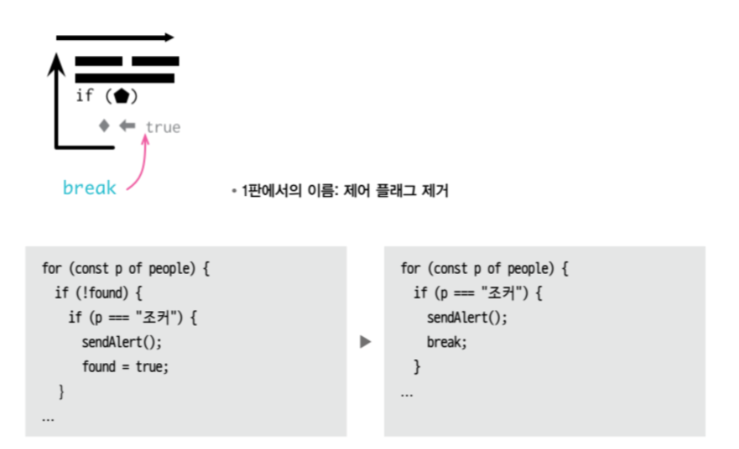 if (⬟)
♦ ⬅ true
break
• 1판에서의 이름: 제어 플래그 제거
for (const p of people) {
if (!found) {
if (p === "조커") {
sendAlert();
found = true;
}
...
for (const p of people) {
if (p === "조커") {
sendAlert();
break;
}
...